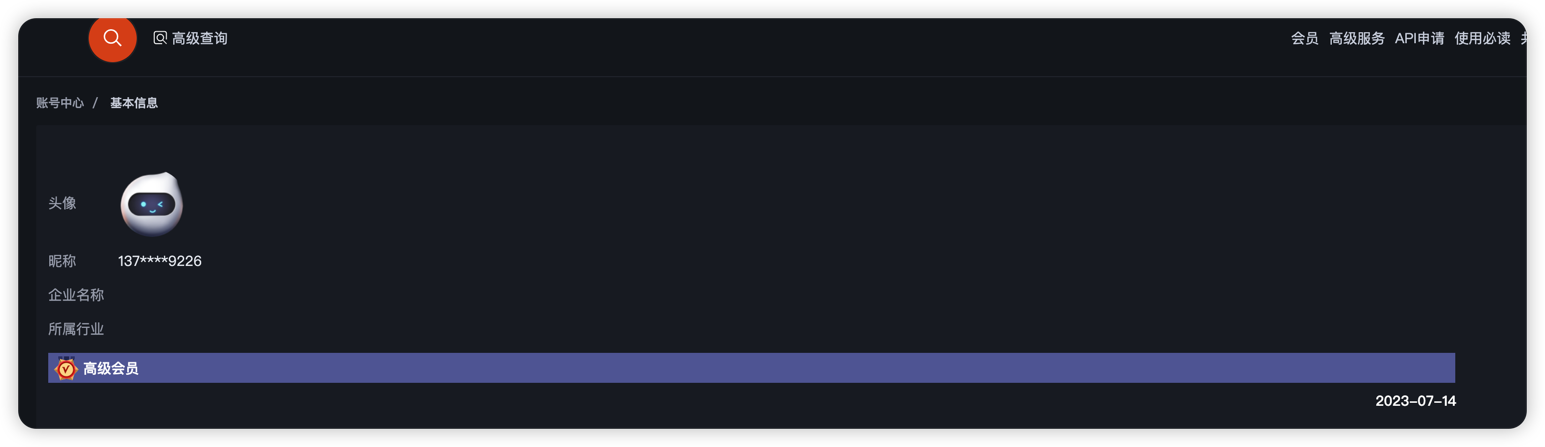 高级查询 会员 高级服务 API申请 使用必读
账号中心 / 基本信息
头像
昵称 137****9226
企业名称
所属行业
高级会员
2023-07-14